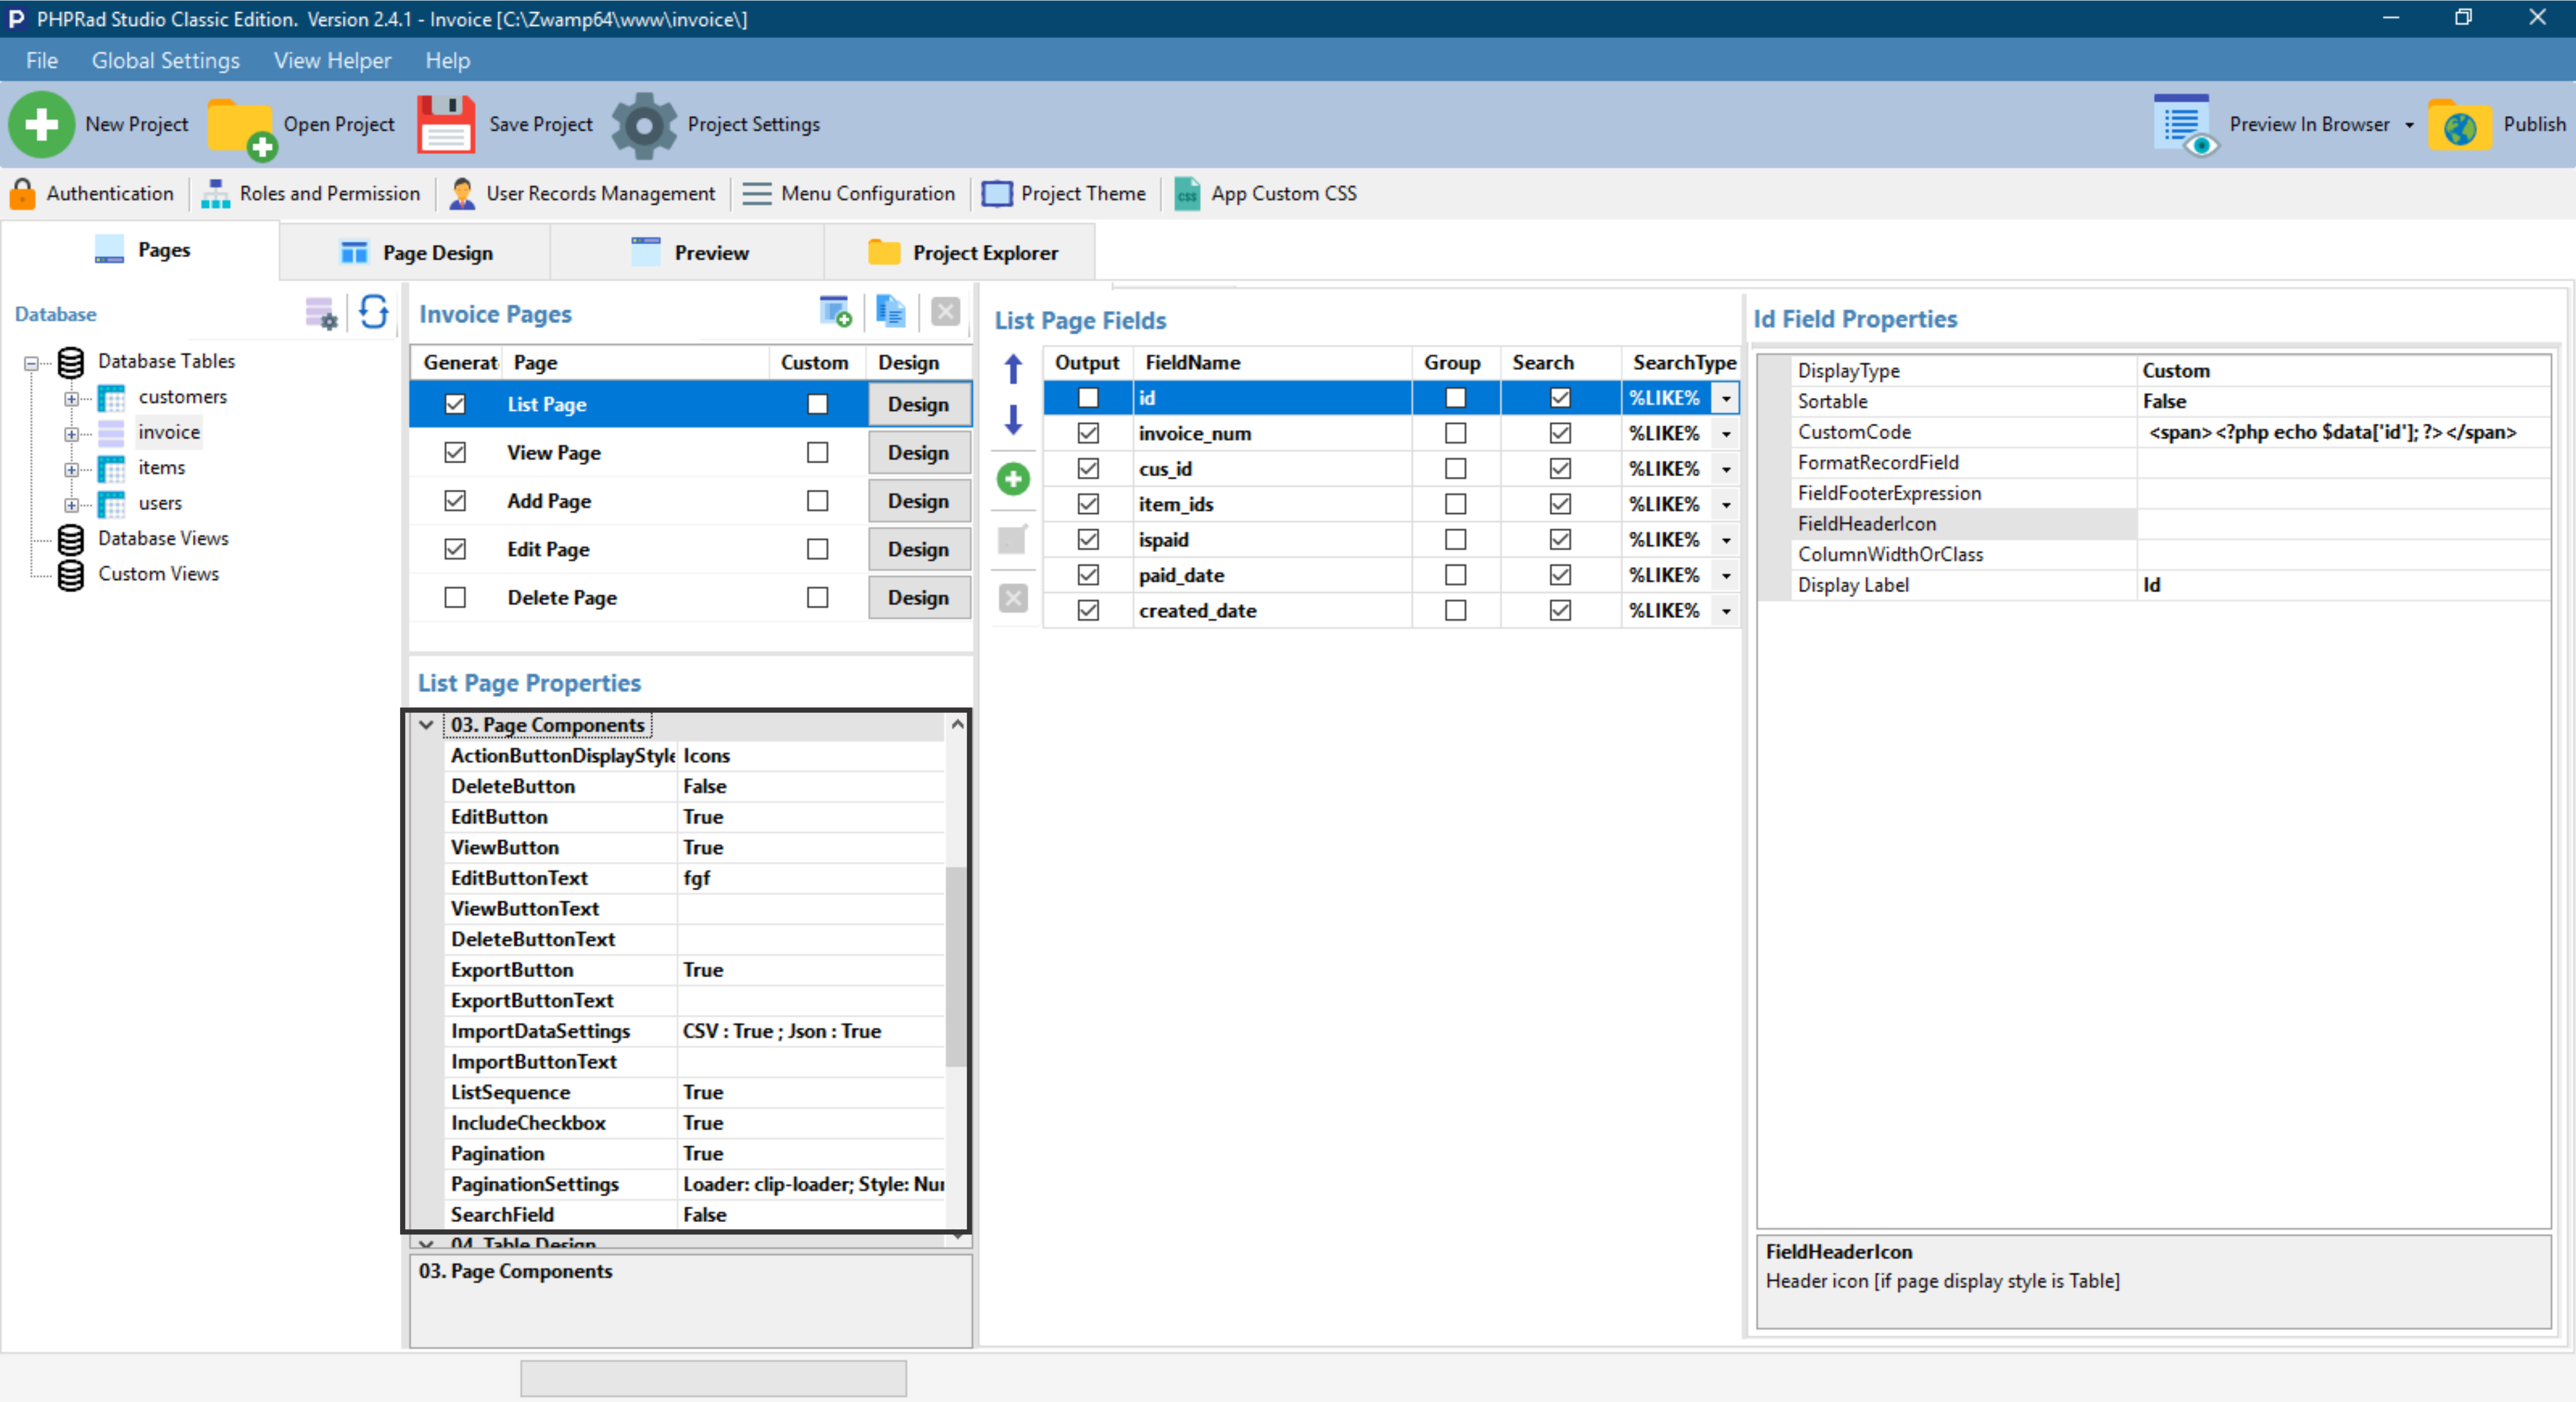 PHPRad Studio Classic Edition. Version 2.4.1 - Invoice [C:\Zwamp64\www\invoice\]
File Global Settings View Helper Help
New Project Open Project Save Project Project Settings Preview In Browser Publish
Authentication Roles and Permission User Records Management Menu Configuration Project Theme css App Custom CSS
Pages Page Design Preview Project Explorer
Database
Database Tables
customers
invoice
items
users
Database Views
Custom Views
Invoice Pages
Generat Page Custom Design
List Page Design
View Page Design
Add Page Design
Edit Page Design
Delete Page Design
List Page Properties
03. Page Components
ActionButtonDisplayStyle Icons
DeleteButton False
EditButton True
ViewButton True
EditButtonText fgf
ViewButtonText
DeleteButtonText
ExportButton True
ExportButtonText
ImportDataSettings CSV : True ; Json : True
ImportButtonText
ListSequence True
IncludeCheckbox True
Pagination True
PaginationSettings Loader: clip-loader; Style: Nu
SearchField False
04. Table Design
03. Page Components
List Page Fields
Output FieldName Group Search SearchType
id %LIKE%
invoice_num %LIKE%
cus_id %LIKE%
item_ids %LIKE%
ispaid %LIKE%
paid_date %LIKE%
created_date %LIKE%
Id Field Properties
DisplayType Custom
Sortable False
CustomCode <span><?php echo $data['id']; ?></span>
FormatRecordField
FieldFooterExpression
FieldHeaderIcon
ColumnWidthOrClass
Display Label Id
FieldHeaderIcon
Header icon [if page display style is Table]